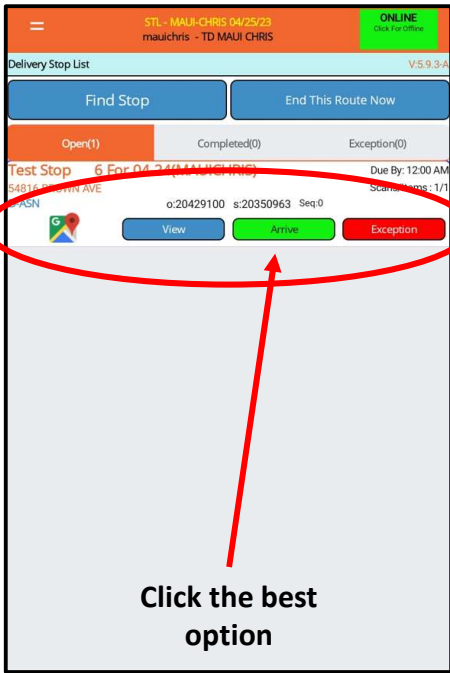 STL - MAUI-CHRIS 04/25/23
mauichris - TD MAUI CHRIS
ONLINE
Click For Offline
Delivery Stop List
V:5.9.3-A
Find Stop
End This Route Now
Open(1)
Completed(0)
Exception(0)
Test Stop 6 For 04-24(MAUICHRIS)
Due By: 12:00 AM
54816 BROWN AVE
Scans/Items : 1/1
-ASN
o:20429100 s:20350963 Seq:0
G
View
Arrive
Exception
Click the best
option